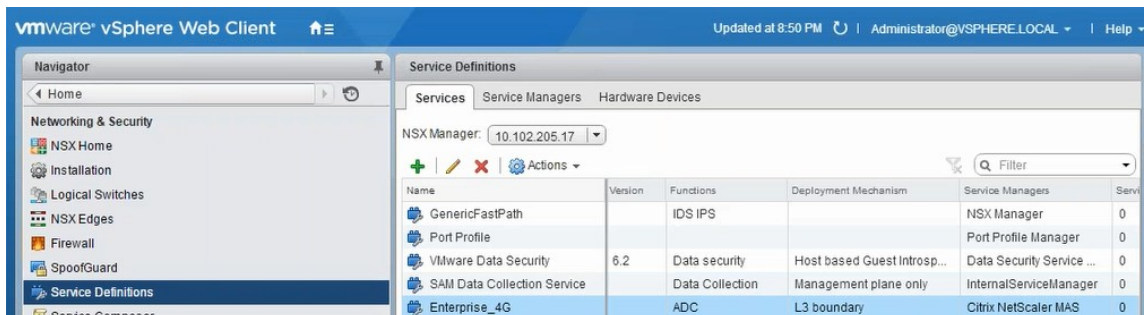 vmware® vSphere Web Client
Updated at 8:50 PM | Administrator@VSPHERE.LOCAL | Help
Navigator
Home
Networking & Security
NSX Home
Installation
Logical Switches
NSX Edges
Firewall
SpoofGuard
Service Definitions
Service Definitions
Services Service Managers Hardware Devices
NSX Manager: 10.102.205.17
Actions
Filter
Name Version Functions Deployment Mechanism Service Managers Servi
GenericFastPath IDS IPS NSX Manager 0
Port Profile Port Profile Manager 0
VMware Data Security 6.2 Data security Host based Guest Introsp... Data Security Service ... 0
SAM Data Collection Service Data Collection Management plane only InternalServiceManager 0
Enterprise_4G ADC L3 boundary Citrix NetScaler MAS 0